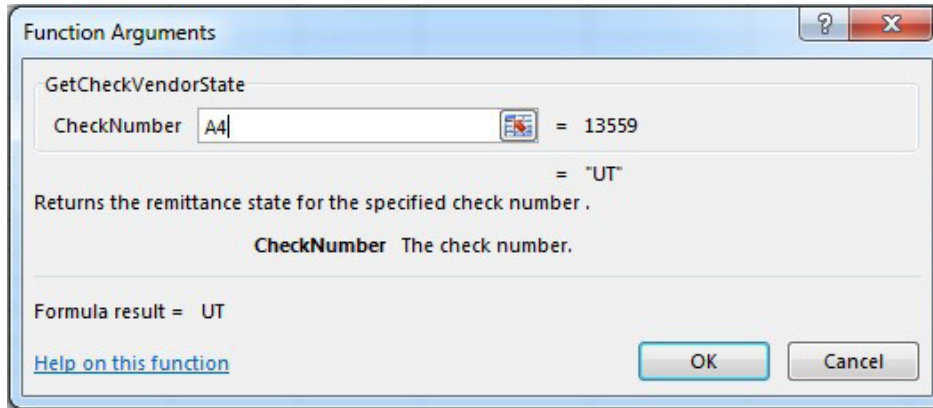 Function Arguments
?
X
GetCheckVendorState
CheckNumber A4 = 13559
= "UT"
Returns the remittance state for the specified check number .
CheckNumber The check number.
Formula result = UT
Help on this function
OK Cancel